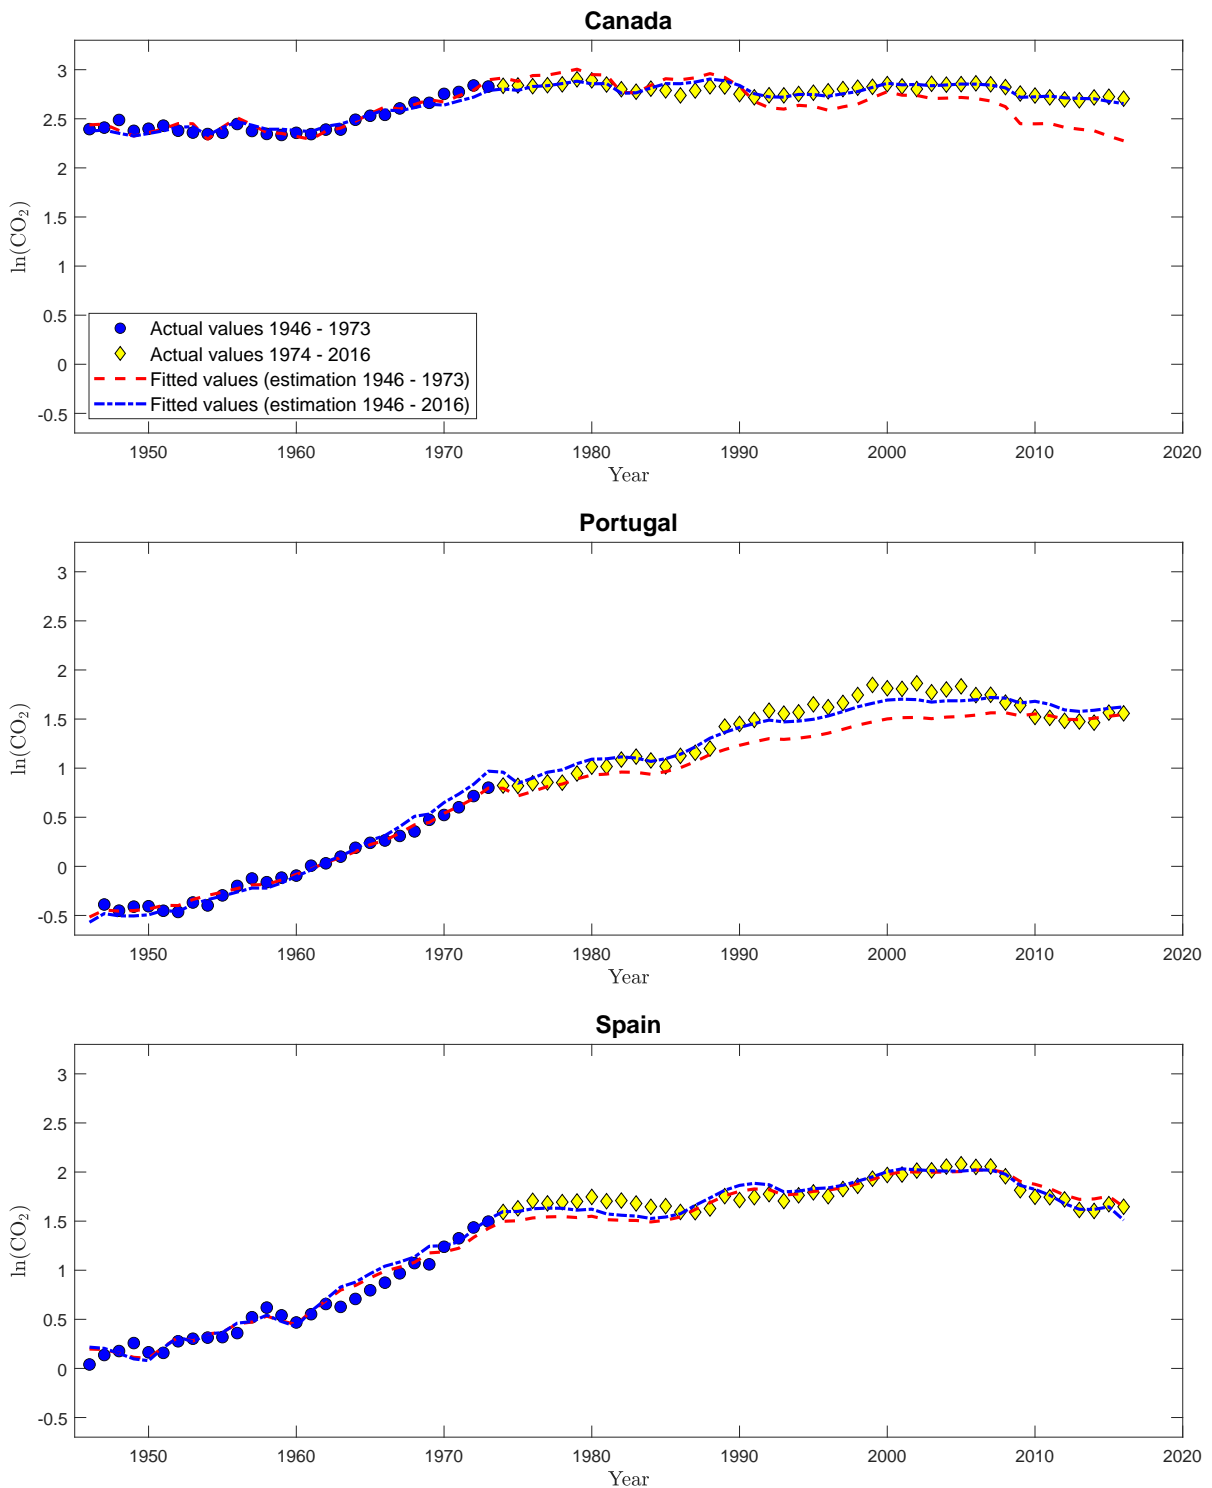 Canada
3
2.5
2
1.5
1
0.5
0
-0.5
ln(CO₂)
Actual values 1946 - 1973
Actual values 1974 - 2016
Fitted values (estimation 1946 - 1973)
Fitted values (estimation 1946 - 2016)
1950 1960 1970 1980 1990 2000 2010 2020
Year
Portugal
3
2.5
2
1.5
1
0.5
0
-0.5
ln(CO₂)
1950 1960 1970 1980 1990 2000 2010 2020
Year
Spain
3
2.5
2
1.5
1
0.5
0
-0.5
ln(CO₂)
1950 1960 1970 1980 1990 2000 2010 2020
Year